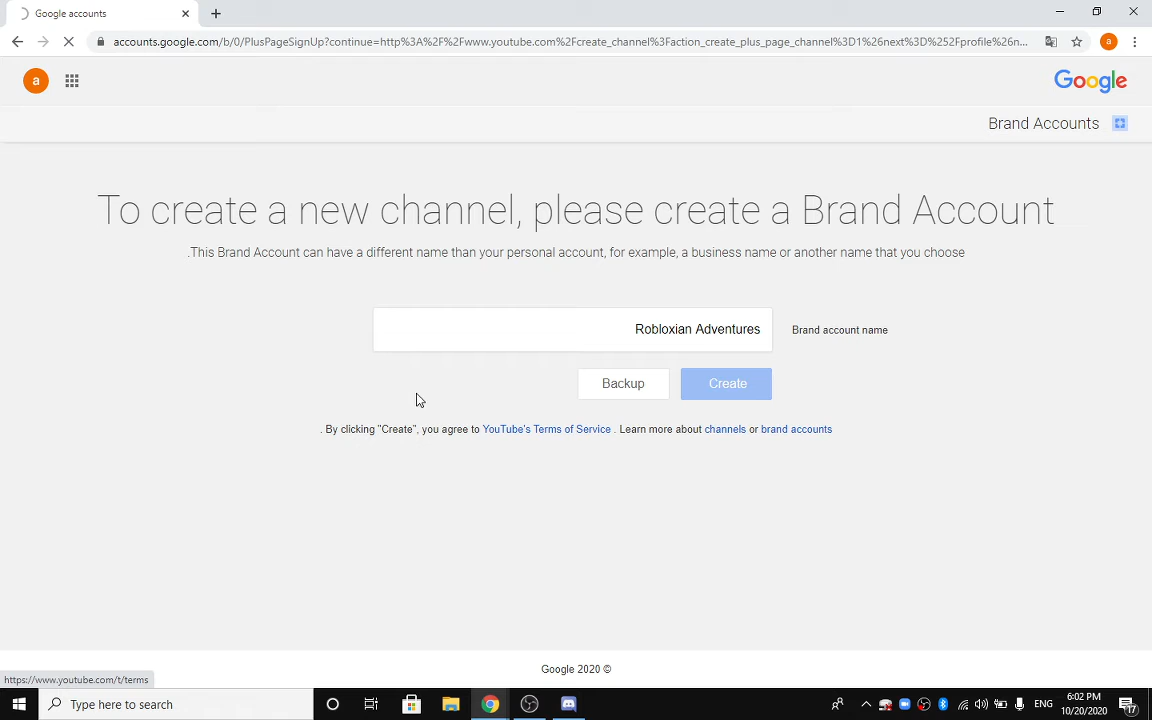 Google accounts
accounts.google.com/b/0/PlusPageSignUp?continue=http%3A%2F%2Fwww.youtube.com%2Fcreate_channel%3Faction_create_plus_page_channel%3D1%26next%3D%252Fprofile%26n...
a
a
Google
Brand Accounts
To create a new channel, please create a Brand Account
.This Brand Account can have a different name than your personal account, for example, a business name or another name that you choose
Robloxian Adventures
Brand account name
Backup
Create
. By clicking "Create", you agree to YouTube's Terms of Service . Learn more about channels or brand accounts
Google 2020 ©
https://www.youtube.com/t/terms
Type here to search
ENG
6:02 PM
10/20/2020
17